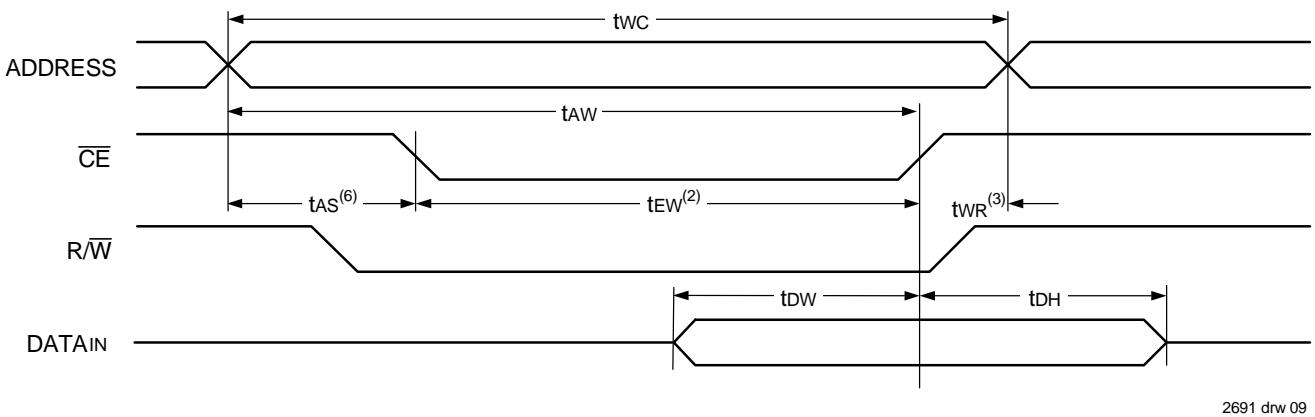 tWC
ADDRESS
tAW
CE
tAS(6) tEW(2) tWR(3)
R/W
tDW tDH
DATAIN
2691 drw 09